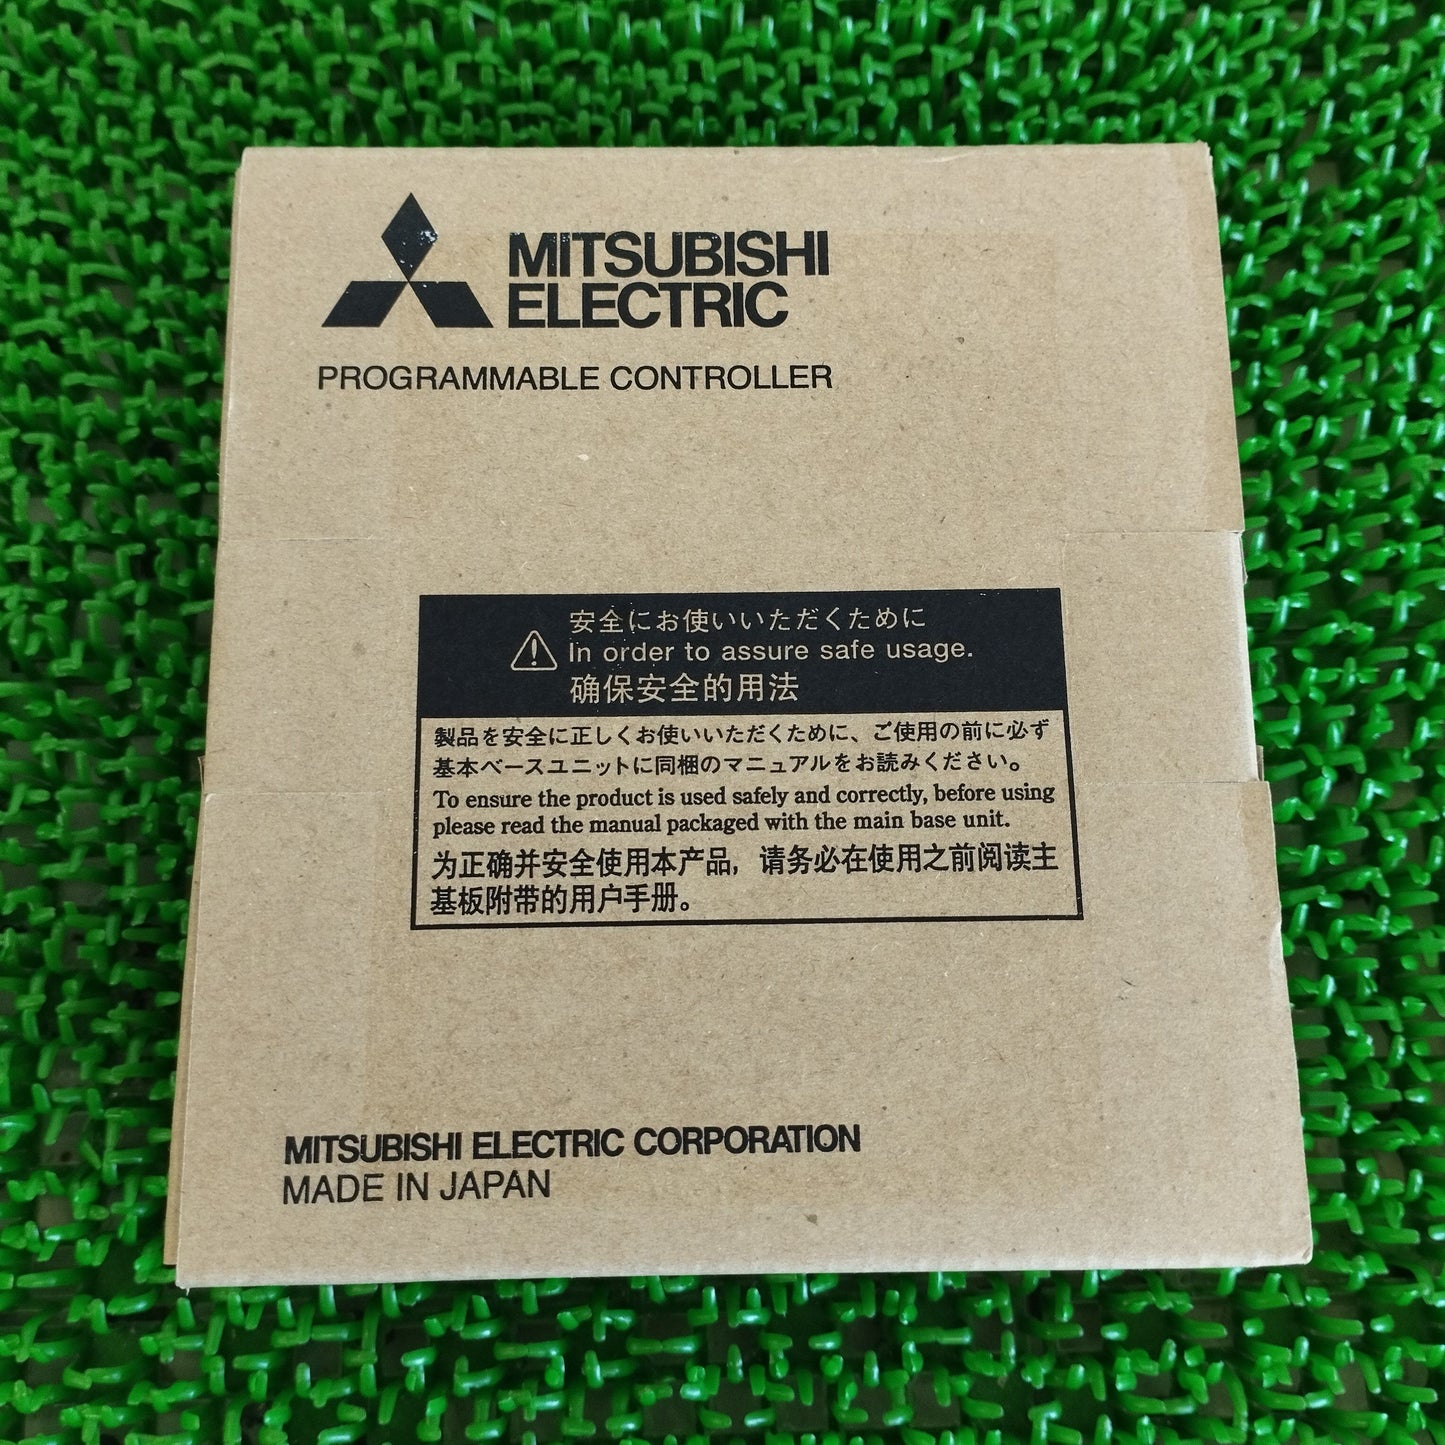 MITSUBISHI
ELECTRIC
PROGRAMMABLE CONTROLLER
安全にお使いいただくために
In order to assure safe usage.
确保安全的用法
製品を安全に正しくお使いいただくために、ご使用の前に必ず
基本ベースユニットに同梱のマニュアルをお読みください。
To ensure the product is used safely and correctly, before using
please read the manual packaged with the main base unit.
为正确并安全使用本产品, 请务必在使用之前阅读主
基板附带的用户手册。
MITSUBISHI ELECTRIC CORPORATION
MADE IN JAPAN